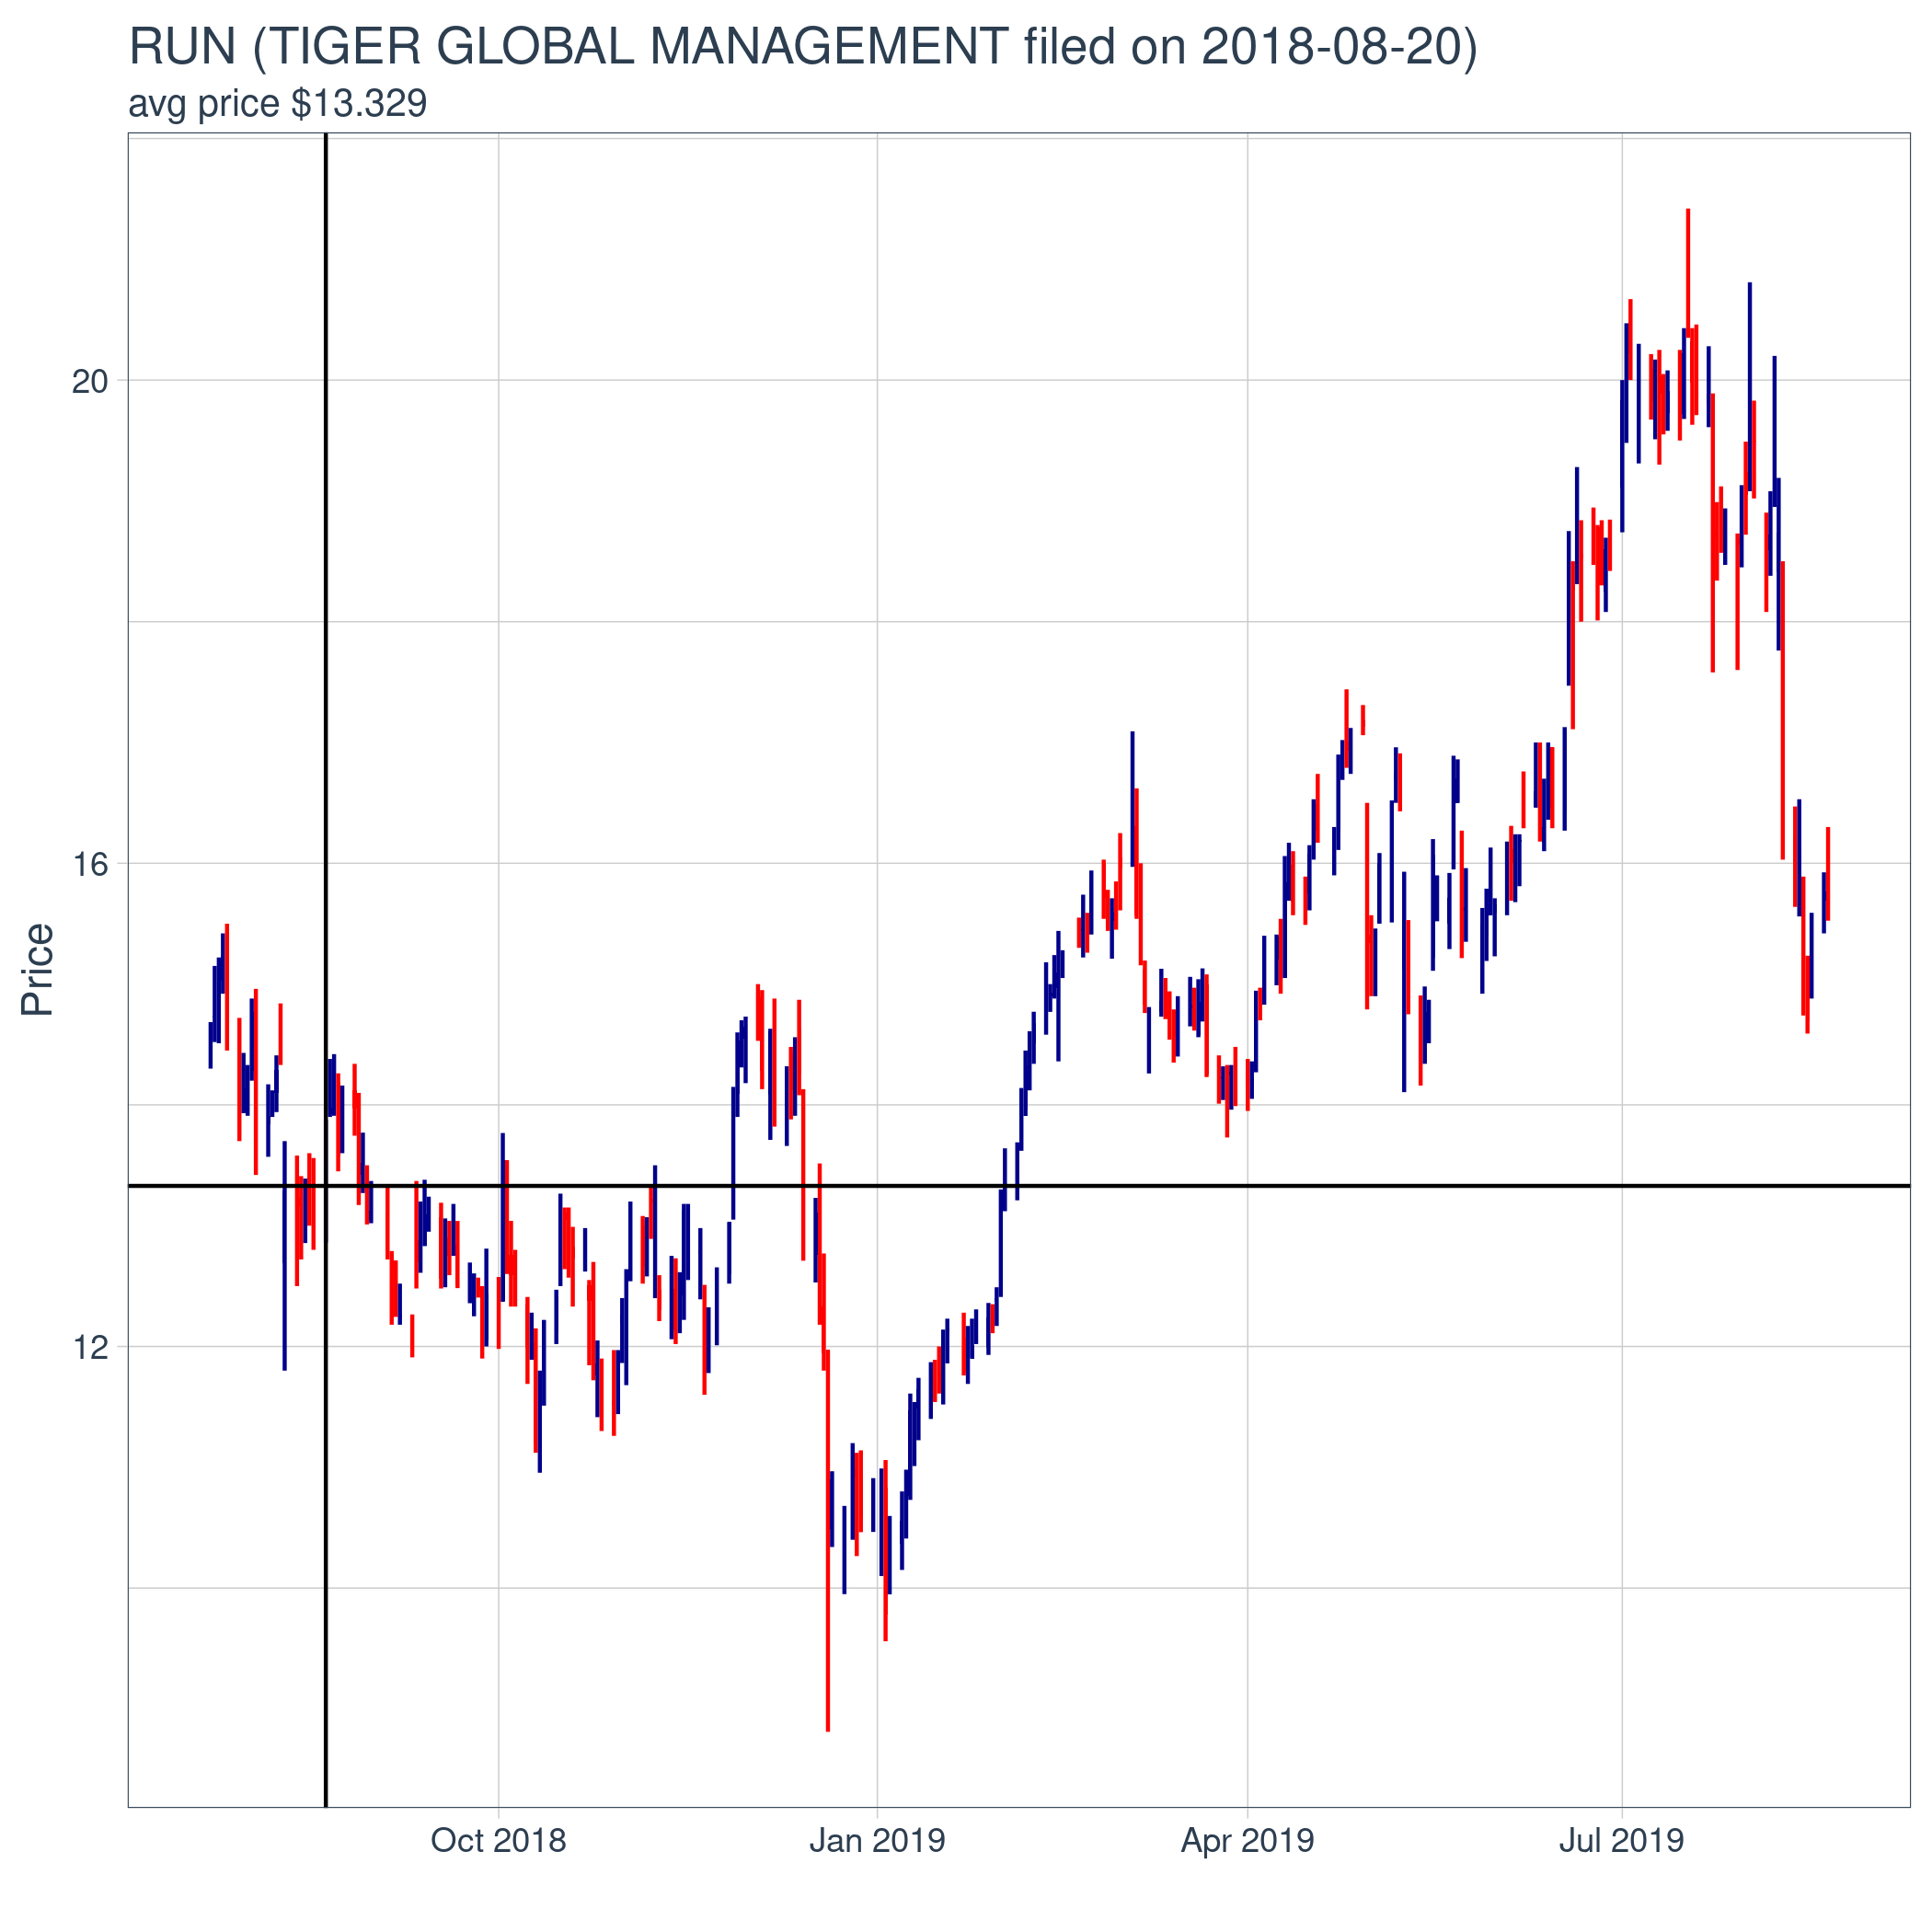 RUN (TIGER GLOBAL MANAGEMENT filed on 2018-08-20)
avg price $13.329
20
16
12
Price
Oct 2018
Jan 2019
Apr 2019
Jul 2019